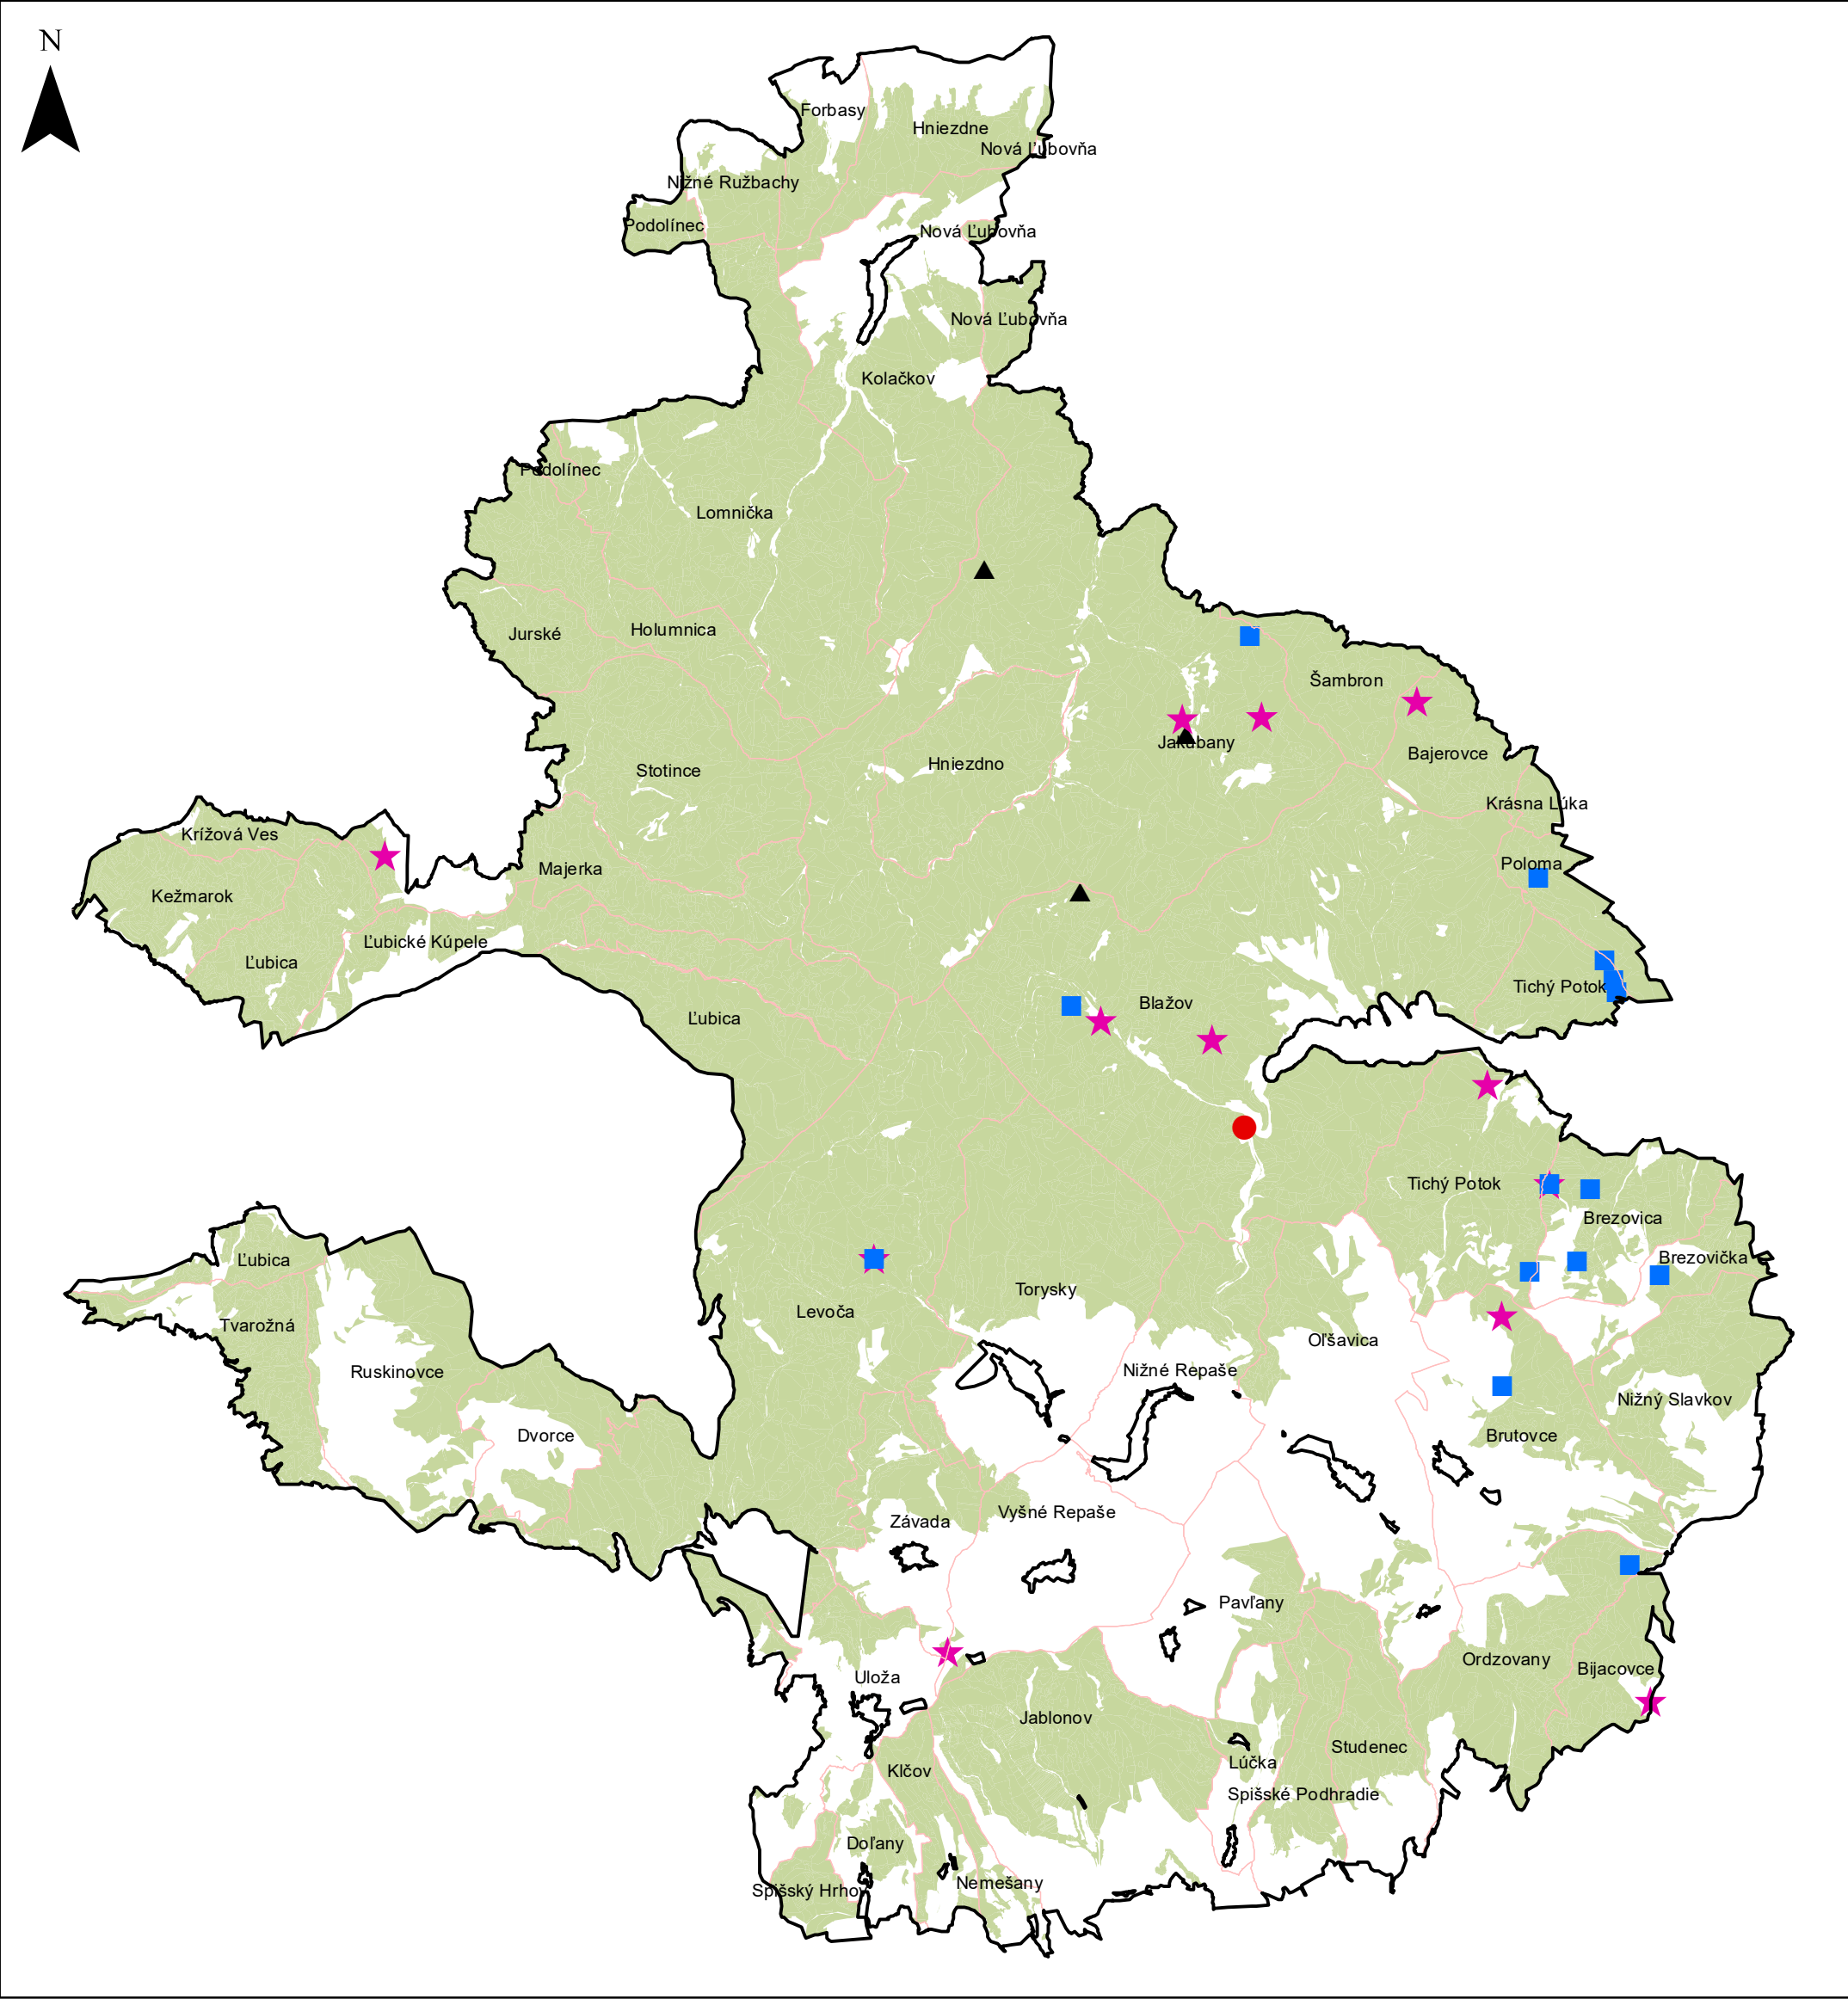 N
Forbasy
Hniezdne
Nová Ľubovňa
Nižné Ružbachy
Podolínec
Nová Ľubovňa
Nová Ľubovňa
Kolačkov
Podolínec
Lomnička
Jurské
Holumnica
Šambron
Jakubany
Bajerovce
Hniezdno
Stotince
Krásna Lúka
Krížová Ves
Poloma
Majerka
Kežmarok
Ľubické Kúpele
Ľubica
Tichý Potok
Blažov
Ľubica
Tichý Potok
Brezovica
Brezovička
Ľubica
Torysky
Levoča
Tvarožná
Oľšavica
Nižné Repaše
Ruskinovce
Nižný Slavkov
Dvorce
Brutovce
Vyšné Repaše
Závada
Pavľany
Ordzovany
Bijacovce
Uloža
Jablonov
Studenec
Lúčka
Klčov
Spišské Podhradie
Doľany
Nemešany
Spišský Hrhov